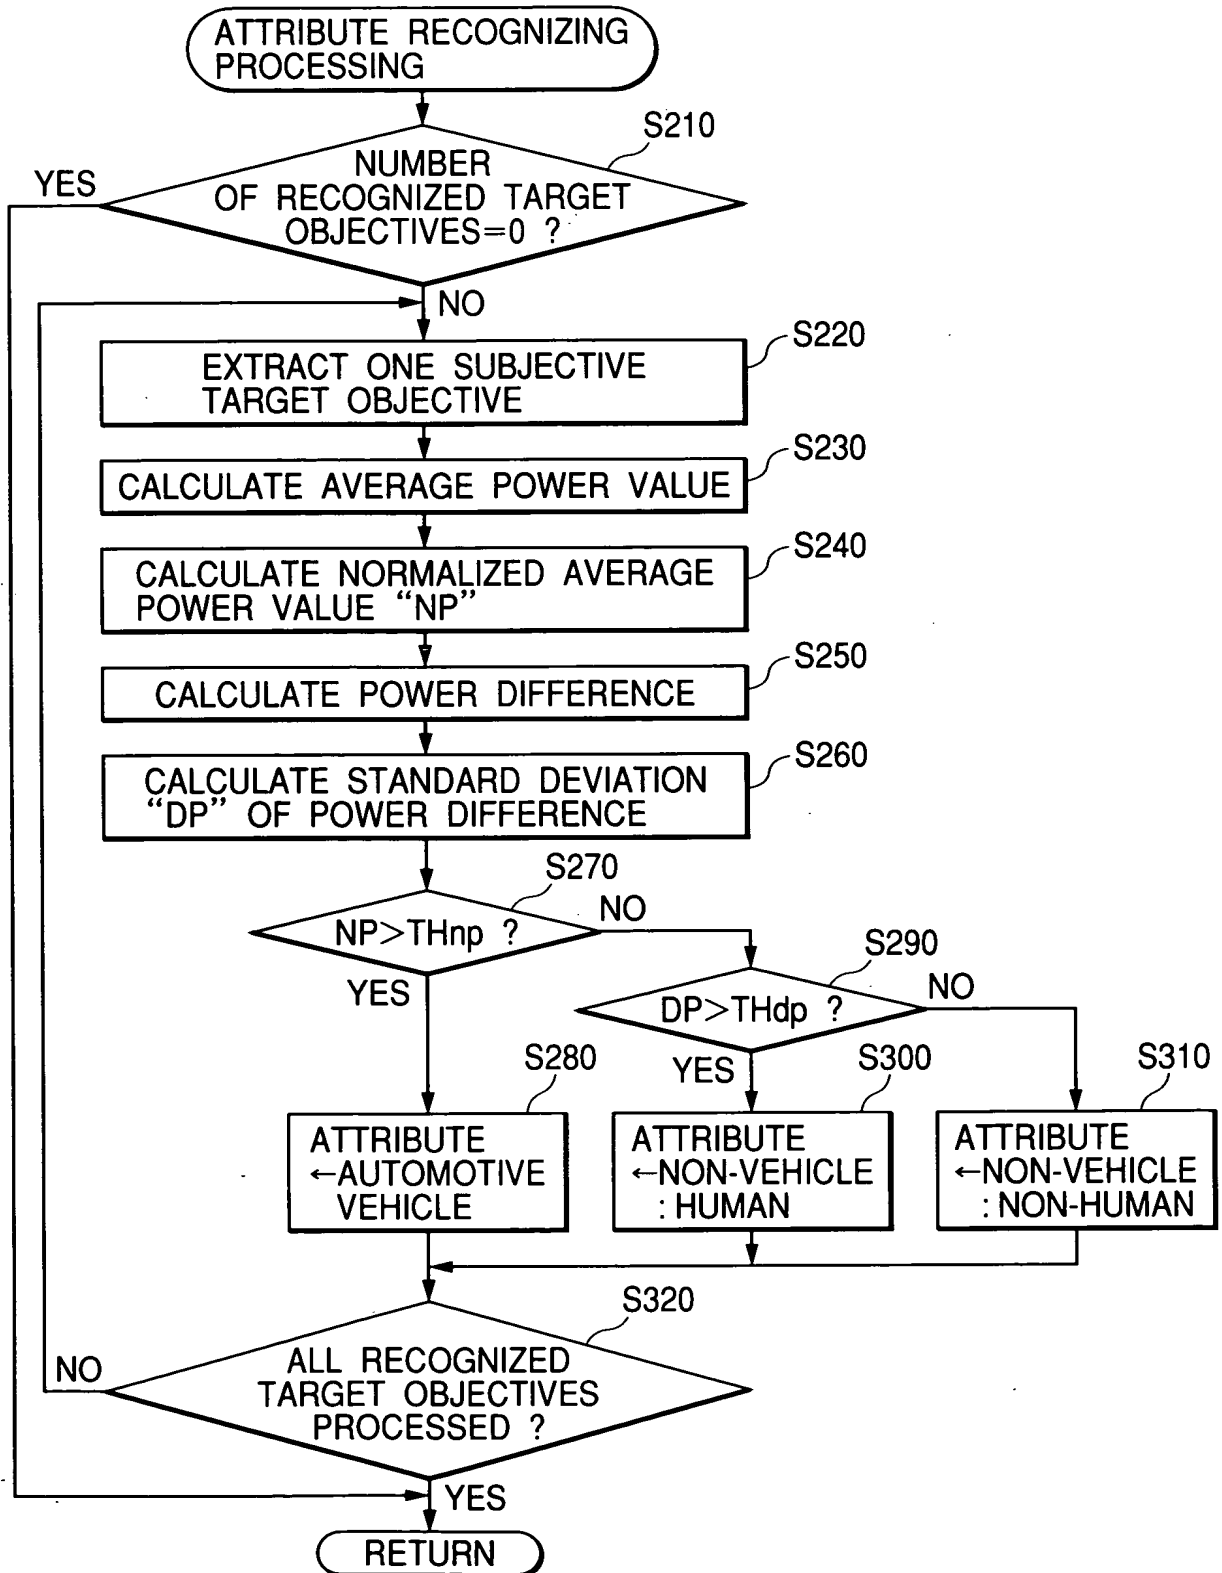 ATTRIBUTE RECOGNIZING
PROCESSING
S210
NUMBER
OF RECOGNIZED TARGET
OBJECTIVES=0 ?
YES
NO
S220
EXTRACT ONE SUBJECTIVE
TARGET OBJECTIVE
S230
CALCULATE AVERAGE POWER VALUE
S240
CALCULATE NORMALIZED AVERAGE
POWER VALUE “NP”
S250
CALCULATE POWER DIFFERENCE
S260
CALCULATE STANDARD DEVIATION
“DP” OF POWER DIFFERENCE
S270
NP>THnp ?
NO
YES
S290
DP>THdp ?
NO
YES
S280
ATTRIBUTE
←AUTOMOTIVE
VEHICLE
S300
ATTRIBUTE
←NON-VEHICLE
: HUMAN
S310
ATTRIBUTE
←NON-VEHICLE
: NON-HUMAN
S320
ALL RECOGNIZED
TARGET OBJECTIVES
PROCESSED ?
NO
YES
RETURN